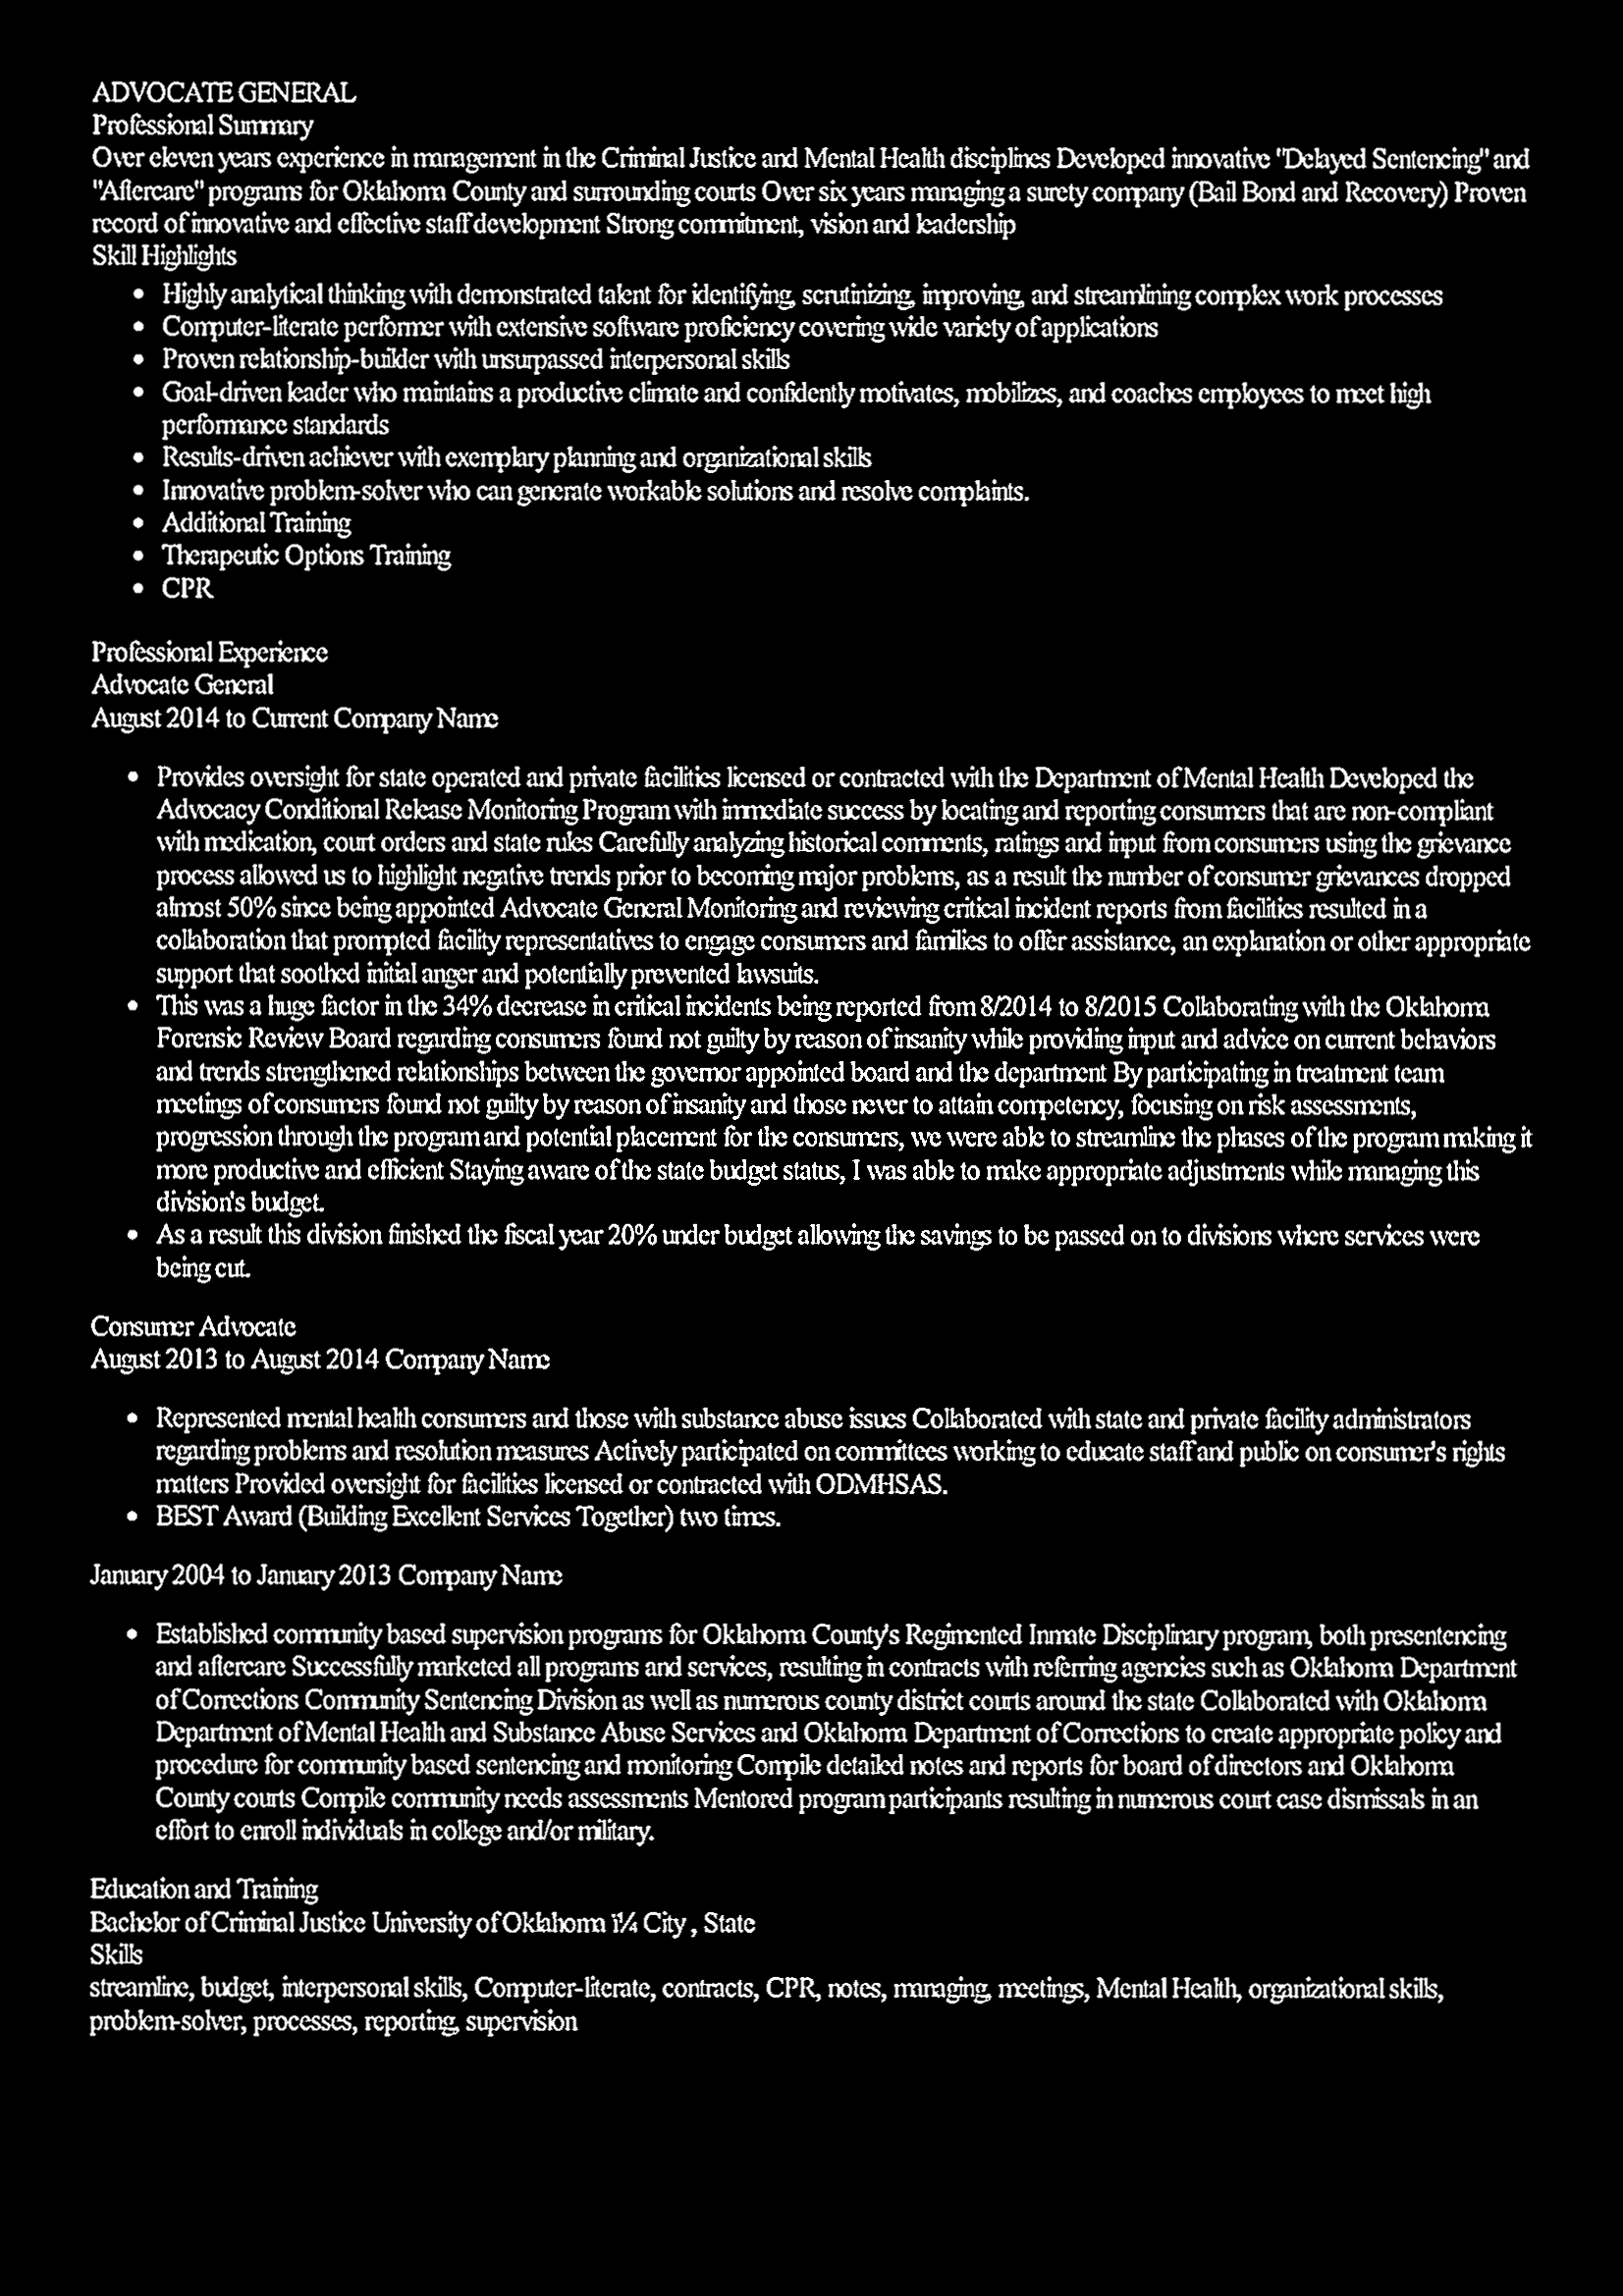 ADVOCATE GENERAL
Professional Summary
Over eleven years experience in management in the Criminal Justice and Mental Health disciplines Developed innovative "Delayed Sentencing" and
"Aftercare" programs for Oklahoma County and surrounding courts Over six years managing a surety company (Bail Bond and Recovery) Proven
record of innovative and effective staff development Strong commitment, vision and leadership
Skill Highlights
• Highly analytical thinking with demonstrated talent for identifying, scrutinizing, improving, and streamlining complex work processes
• Computer-literate performer with extensive software proficiency covering wide variety of applications
• Proven relationship-builder with unsurpassed interpersonal skills
• Goal-driven leader who maintains a productive climate and confidently motivates, mobilizes, and coaches employees to meet high
performance standards
• Results-driven achiever with exemplary planning and organizational skills
• Innovative problem-solver who can generate workable solutions and resolve complaints.
• Additional Training
• Therapeutic Options Training
• CPR
Professional Experience
Advocate General
August 2014 to Current Company Name
• Provides oversight for state operated and private facilities licensed or contracted with the Department of Mental Health Developed the
Advocacy Conditional Release Monitoring Program with immediate success by locating and reporting consumers that are non-compliant
with medication, court orders and state rules Carefully analyzing historical comments, ratings and input from consumers using the grievance
process allowed us to highlight negative trends prior to becoming major problems, as a result the number of consumer grievances dropped
almost 50% since being appointed Advocate General Monitoring and reviewing critical incident reports from facilities resulted in a
collaboration that prompted facility representatives to engage consumers and families to offer assistance, an explanation or other appropriate
support that soothed initial anger and potentially prevented lawsuits.
• This was a huge factor in the 34% decrease in critical incidents being reported from 8/2014 to 8/2015 Collaborating with the Oklahoma
Forensic Review Board regarding consumers found not guilty by reason of insanity while providing input and advice on current behaviors
and trends strengthened relationships between the governor appointed board and the department By participating in treatment team
meetings of consumers found not guilty by reason of insanity and those never to attain competency, focusing on risk assessments,
progression through the program and potential placement for the consumers, we were able to streamline the phases of the program making it
more productive and efficient Staying aware of the state budget status, I was able to make appropriate adjustments while managing this
division's budget.
• As a result this division finished the fiscal year 20% under budget allowing the savings to be passed on to divisions where services were
being cut.
Consumer Advocate
August 2013 to August 2014 Company Name
• Represented mental health consumers and those with substance abuse issues Collaborated with state and private facility administrators
regarding problems and resolution measures Actively participated on committees working to educate staff and public on consumer's rights
matters Provided oversight for facilities licensed or contracted with ODMHSAS.
• BEST Award (Building Excellent Services Together) two times.
January 2004 to January 2013 Company Name
• Established community based supervision programs for Oklahoma County's Regimented Inmate Disciplinary program, both presentencing
and aftercare Successfully marketed all programs and services, resulting in contracts with referring agencies such as Oklahoma Department
of Corrections Community Sentencing Division as well as numerous county district courts around the state Collaborated with Oklahoma
Department of Mental Health and Substance Abuse Services and Oklahoma Department of Corrections to create appropriate policy and
procedure for community based sentencing and monitoring Compile detailed notes and reports for board of directors and Oklahoma
County courts Compile community needs assessments Mentored program participants resulting in numerous court case dismissals in an
effort to enroll individuals in college and/or military.
Education and Training
Bachelor of Criminal Justice University of Oklahoma ï¼ City , State
Skills
streamline, budget, interpersonal skills, Computer-literate, contracts, CPR, notes, managing, meetings, Mental Health, organizational skills,
problem-solver, processes, reporting, supervision